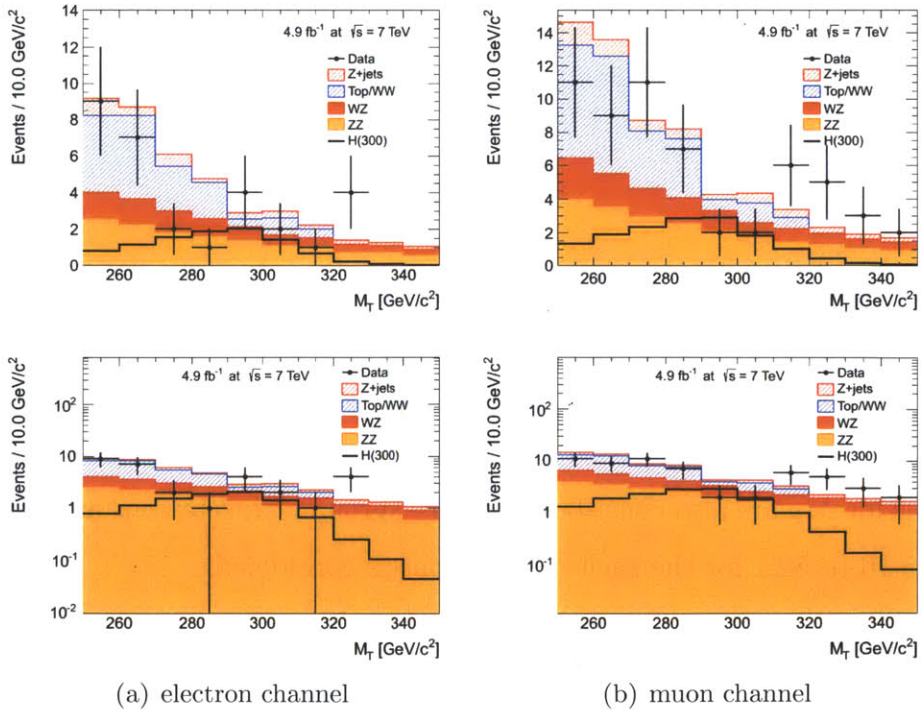 Events / 10.0 GeV/c²
14
12
10
8
6
4
2
0
4.9 fb⁻¹ at √s = 7 TeV
Data
Z+jets
Top/WW
WZ
ZZ
H(300)
260 280 300 320 340
M_T [GeV/c²]
Events / 10.0 GeV/c²
14
12
10
8
6
4
2
0
4.9 fb⁻¹ at √s = 7 TeV
Data
Z+jets
Top/WW
WZ
ZZ
H(300)
260 280 300 320 340
M_T [GeV/c²]
Events / 10.0 GeV/c²
10²
10
1
10⁻¹
10⁻²
4.9 fb⁻¹ at √s = 7 TeV
Data
Z+jets
Top/WW
WZ
ZZ
H(300)
260 280 300 320 340
M_T [GeV/c²]
Events / 10.0 GeV/c²
10²
10
1
10⁻¹
4.9 fb⁻¹ at √s = 7 TeV
Data
Z+jets
Top/WW
WZ
ZZ
H(300)
260 280 300 320 340
M_T [GeV/c²]
(a) electron channel
(b) muon channel